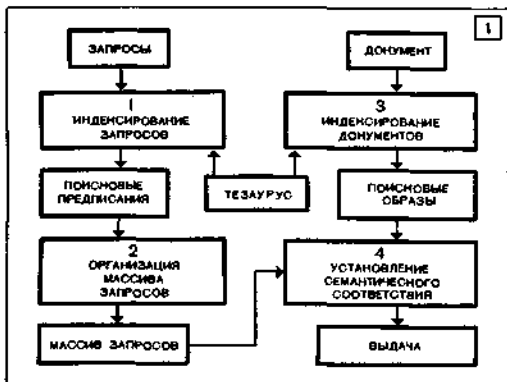 1
ЗАПРОСЫ
ДОКУМЕНТ
1
ИНДЕКСИРОВАНИЕ
ЗАПРОСОВ
3
ИНДЕКСИРОВАНИЕ
ДОКУМЕНТОВ
ПОИСКОВЫЕ
ПРЕДПИСАНИЯ
ТЕЗАУРУС
ПОИСКОВЫЕ
ОБРАЗЫ
2
ОРГАНИЗАЦИЯ
МАССИВА
ЗАПРОСОВ
4
УСТАНОВЛЕНИЕ
СЕМАНТИЧЕСКОГО
СООТВЕТСТВИЯ
МАССИВ ЗАПРОСОВ
ВЫДАЧА